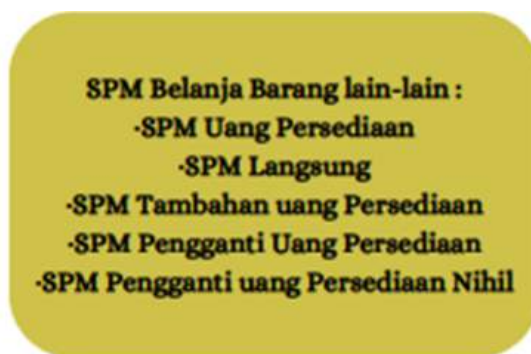 SPM Belanja Barang lain-lain :
·SPM Uang Persediaan
·SPM Langsung
·SPM Tambahan uang Persediaan
·SPM Pengganti Uang Persediaan
·SPM Pengganti uang Persediaan Nihil